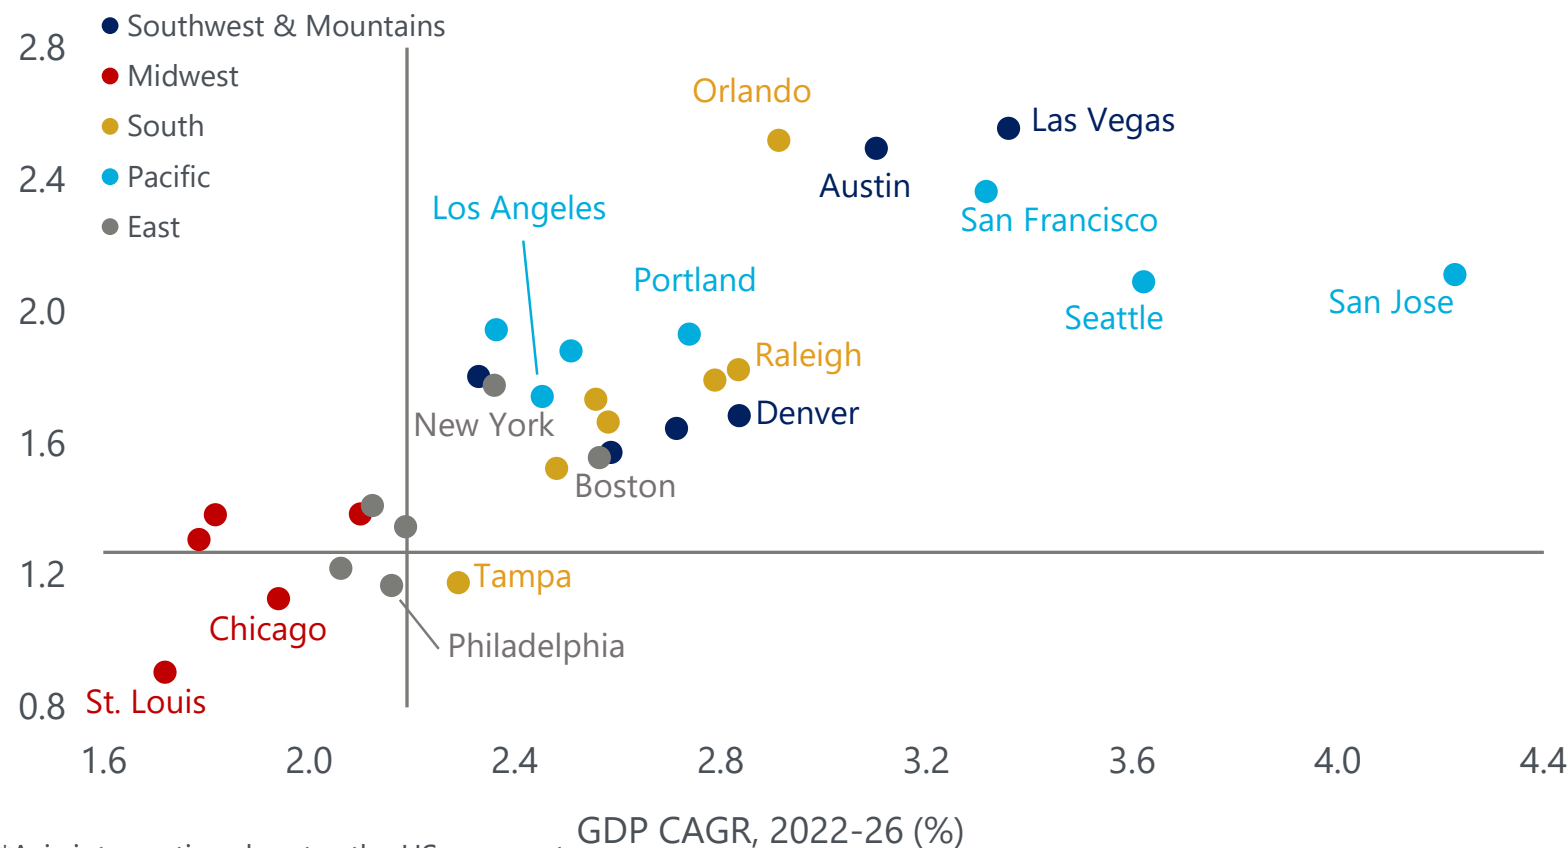 Southwest & Mountains
Midwest
South
Pacific
East
2.8
2.4
2.0
1.6
1.2
0.8
Orlando
Las Vegas
Austin
Los Angeles
San Francisco
Portland
San Jose
Seattle
Raleigh
Denver
New York
Boston
Tampa
Chicago
Philadelphia
St. Louis
1.6 2.0 2.4 2.8 3.2 3.6 4.0 4.4
GDP CAGR, 2022-26 (%)